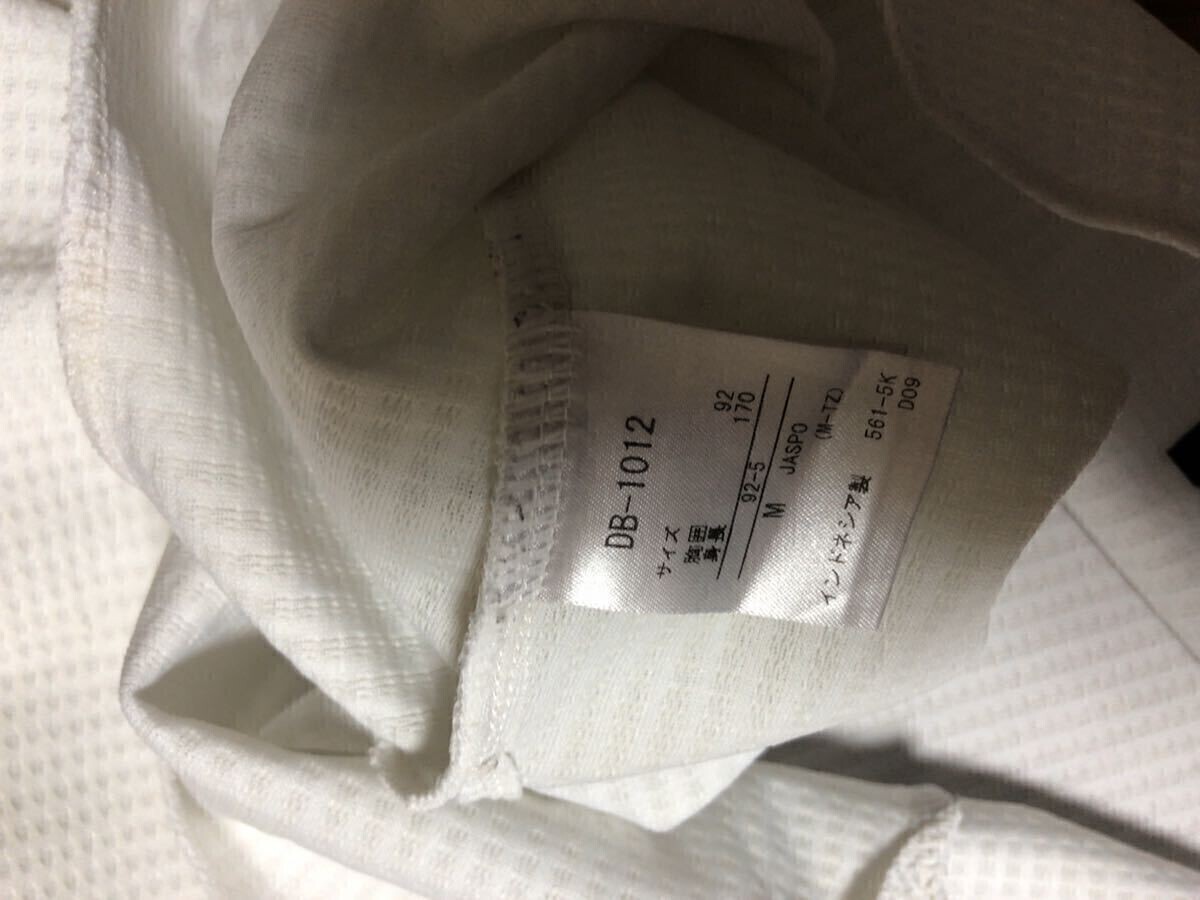 DB-1012
サイズ
胸囲 92
身長 170
92-5
M JASPO
(M-TZ)
インドネシア製 561-5K
D09